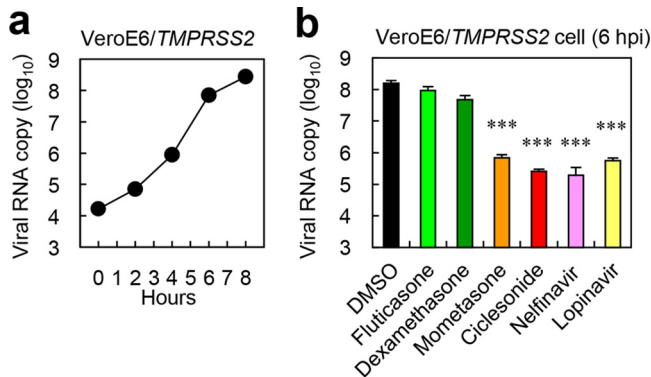 a
VeroE6/TMPRSS2
Viral RNA copy (log10)
9
8
7
6
5
4
3
0 1 2 3 4 5 6 7 8
Hours
b
VeroE6/TMPRSS2 cell (6 hpi)
Viral RNA copy (log10)
9
8
7
6
5
4
3
*** *** *** ***
DMSO
Fluticasone
Dexamethasone
Mometasone
Ciclesonide
Nelfinavir
Lopinavir